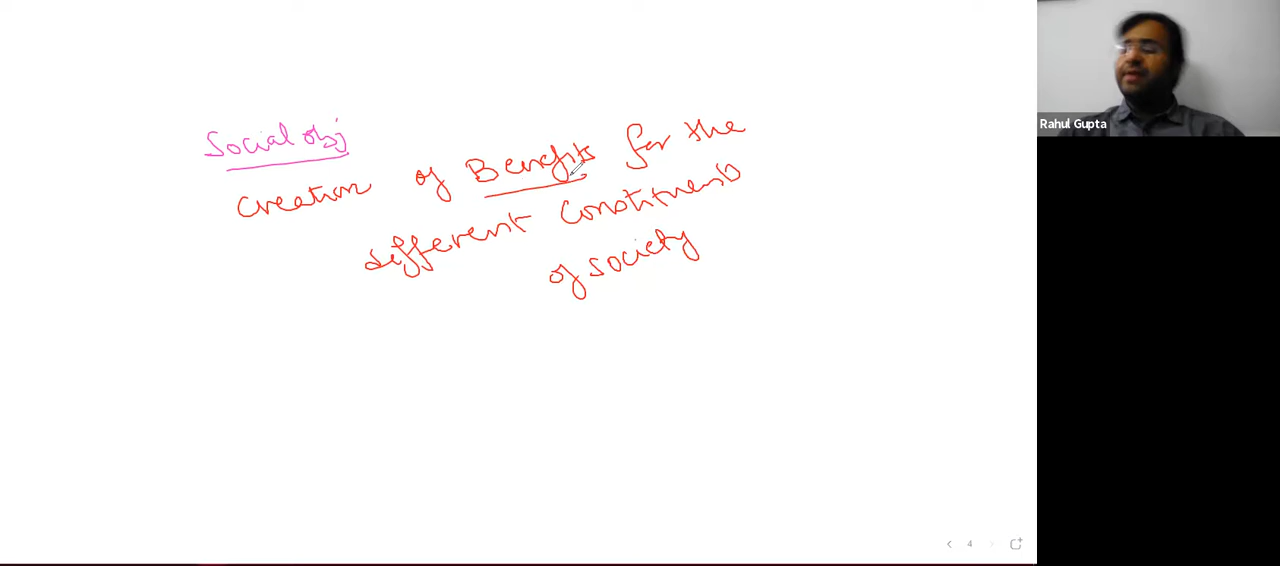 Social obj
Creation of Benefits for the
different Constituents
of society
Rahul Gupta
4